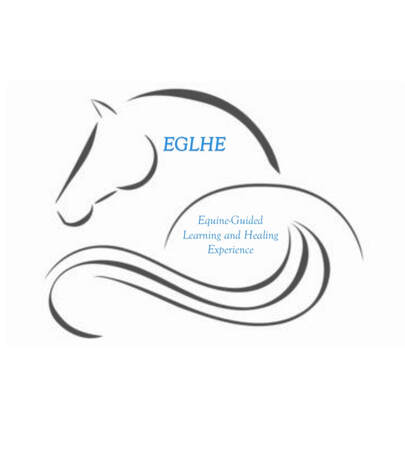 EGLHE
Equine-Guided
Learning and Healing
Experience